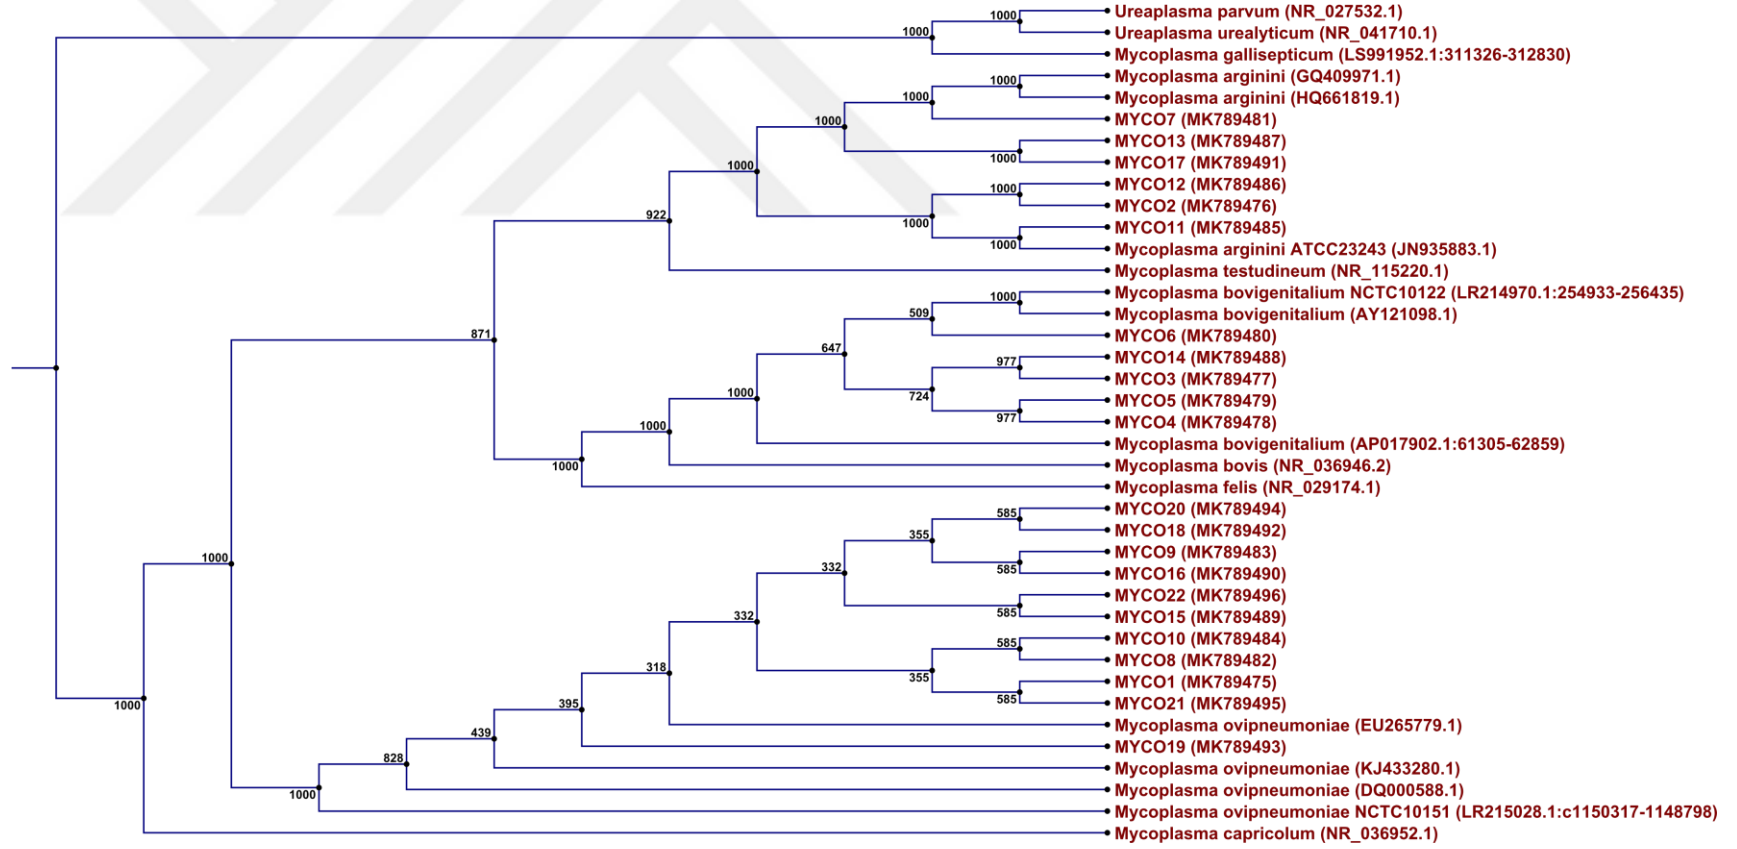 1000 Ureaplasma parvum (NR_027532.1)
1000 Ureaplasma urealyticum (NR_041710.1)
Mycoplasma gallisepticum (LS991952.1:311326-312830)
1000 Mycoplasma arginini (GQ409971.1)
1000 Mycoplasma arginini (HQ661819.1)
1000 MYCO7 (MK789481)
MYCO13 (MK789487)
1000 1000 MYCO17 (MK789491)
1000 MYCO12 (MK789486)
922 MYCO2 (MK789476)
1000 MYCO11 (MK789485)
1000 Mycoplasma arginini ATCC23243 (JN935883.1)
Mycoplasma testudineum (NR_115220.1)
1000 Mycoplasma bovigenitalium NCTC10122 (LR214970.1:254933-256435)
509 Mycoplasma bovigenitalium (AY121098.1)
871 MYCO6 (MK789480)
647 977 MYCO14 (MK789488)
MYCO3 (MK789477)
1000 724 MYCO5 (MK789479)
1000 977 MYCO4 (MK789478)
Mycoplasma bovigenitalium (AP017902.1:61305-62859)
1000 Mycoplasma bovis (NR_036946.2)
Mycoplasma felis (NR_029174.1)
585 MYCO20 (MK789494)
355 MYCO18 (MK789492)
1000 MYCO9 (MK789483)
332 585 MYCO16 (MK789490)
MYCO22 (MK789496)
332 585 MYCO15 (MK789489)
585 MYCO10 (MK789484)
318 MYCO8 (MK789482)
355 MYCO1 (MK789475)
1000 395 585 MYCO21 (MK789495)
439 Mycoplasma ovipneumoniae (EU265779.1)
MYCO19 (MK789493)
828 Mycoplasma ovipneumoniae (KJ433280.1)
1000 Mycoplasma ovipneumoniae (DQ000588.1)
Mycoplasma ovipneumoniae NCTC10151 (LR215028.1:c1150317-1148798)
Mycoplasma capricolum (NR_036952.1)